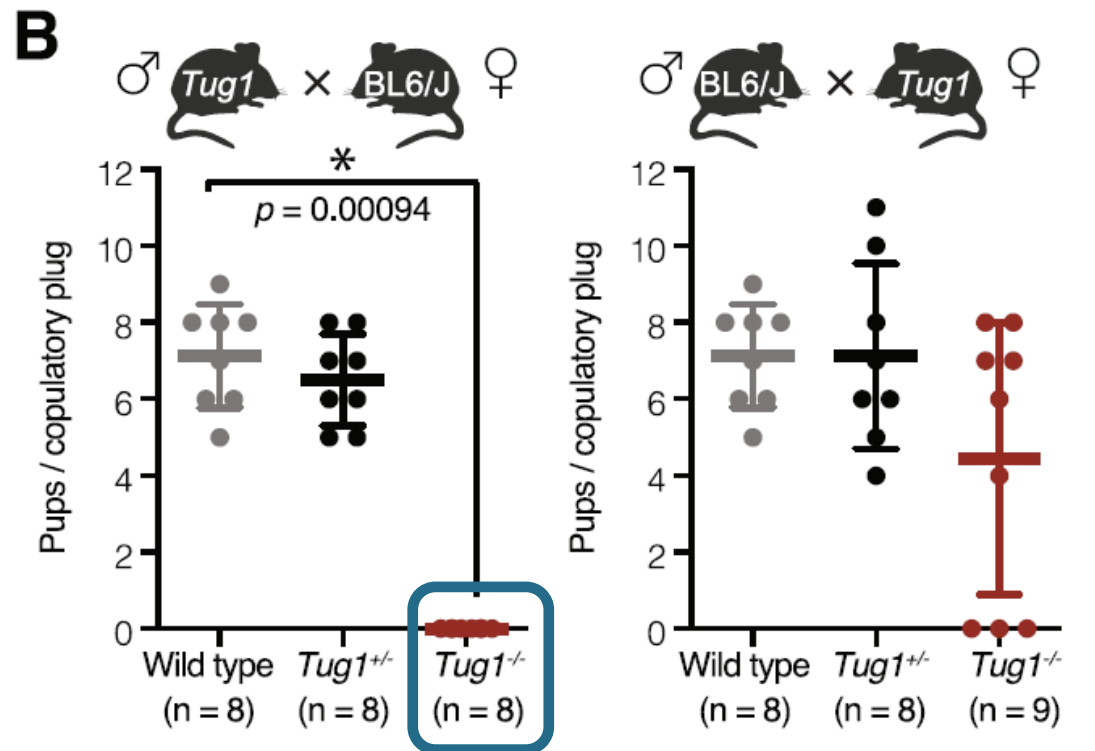 B
♂ Tug1 × BL6/J ♀
*
p = 0.00094
Pups / copulatory plug
12
10
8
6
4
2
0
Wild type Tug1+/- Tug1-/-
(n = 8) (n = 8) (n = 8)
♂ BL6/J × Tug1 ♀
Pups / copulatory plug
12
10
8
6
4
2
0
Wild type Tug1+/- Tug1-/-
(n = 8) (n = 8) (n = 9)